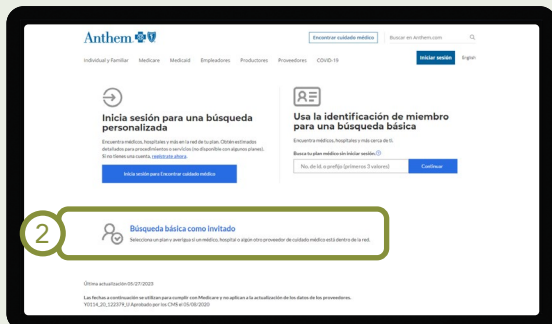 Anthem
Encontrar cuidado médico
Buscar en Anthem.com
Individual y Familiar Medicare Medicaid Empleadores Productores Proveedores COVID-19
Iniciar sesión
English
Inicia sesión para una búsqueda
personalizada
Encuentra médicos, hospitales y más en la red de tu plan. Obtén estimados
detallados para procedimientos o servicios (no disponible con algunos planes).
Si no tienes una cuenta, regístrate ahora.
Inicia sesión para Encontrar cuidado médico
Usa la identificación de miembro
para una búsqueda básica
Encuentra médicos, hospitales y más cerca de ti.
Busca tu plan médico sin iniciar sesión.
No. de Id. o prefijo (primeros 3 valores)
Continuar
2
Búsqueda básica como invitado
Selecciona un plan y averigua si un médico, hospital o algún otro proveedor de cuidado médico está dentro de la red.
Última actualización 05/27/2023
Las fechas a continuación se utilizan para cumplir con Medicare y no aplican a la actualización de los datos de los proveedores.
Y0114_20_122379_U Aprobado por los CMS el 05/08/2020